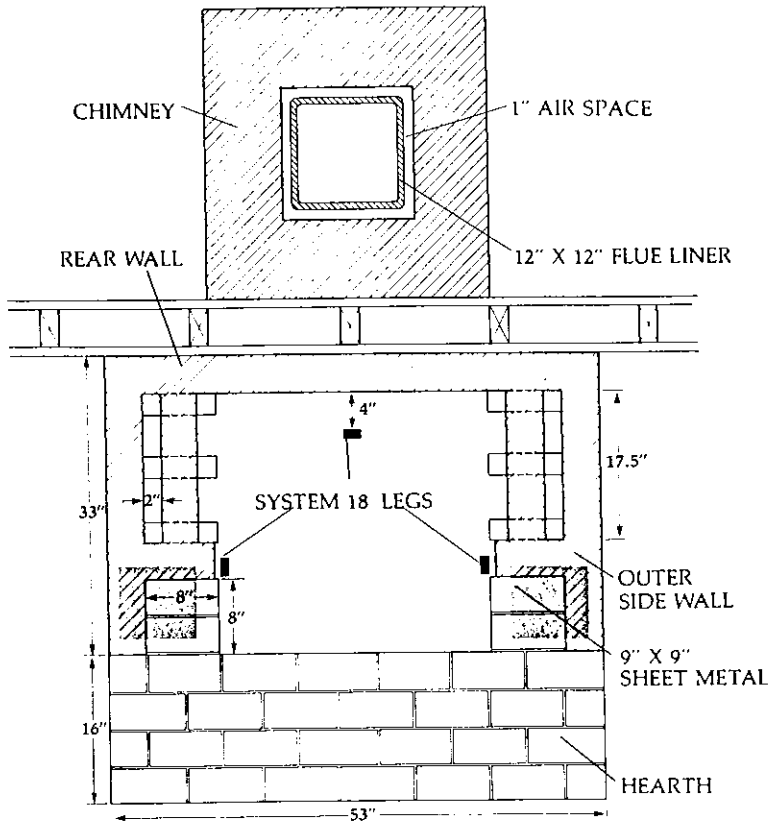 CHIMNEY
1" AIR SPACE
REAR WALL
12" X 12" FLUE LINER
4"
17.5"
2"
33"
SYSTEM 18 LEGS
8"
8"
OUTER
SIDE WALL
9" X 9"
SHEET METAL
16"
HEARTH
53"